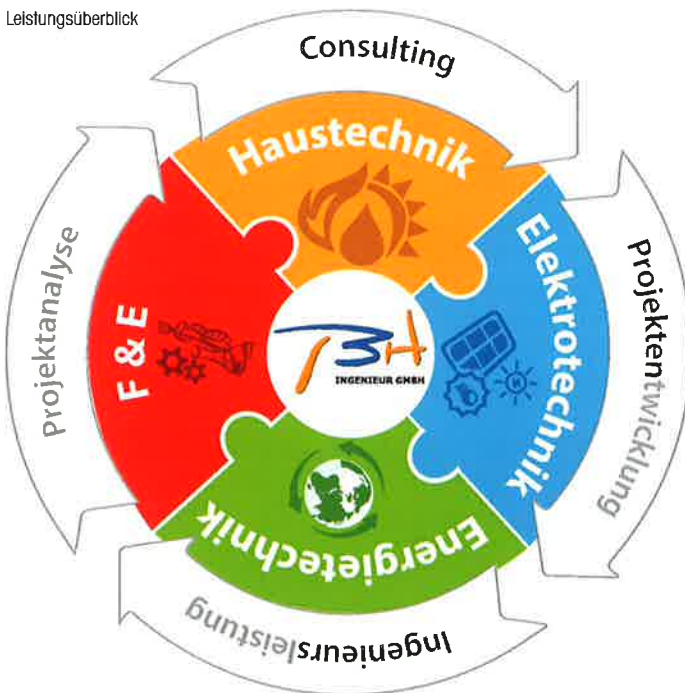 Leistungsüberblick
Consulting
Haustechnik
Elektrotechnik
Projektentwicklung
Projektanalyse
F & E
TBH
INGENIEUR GMBH
Energietechnik
Ingenieursleistung